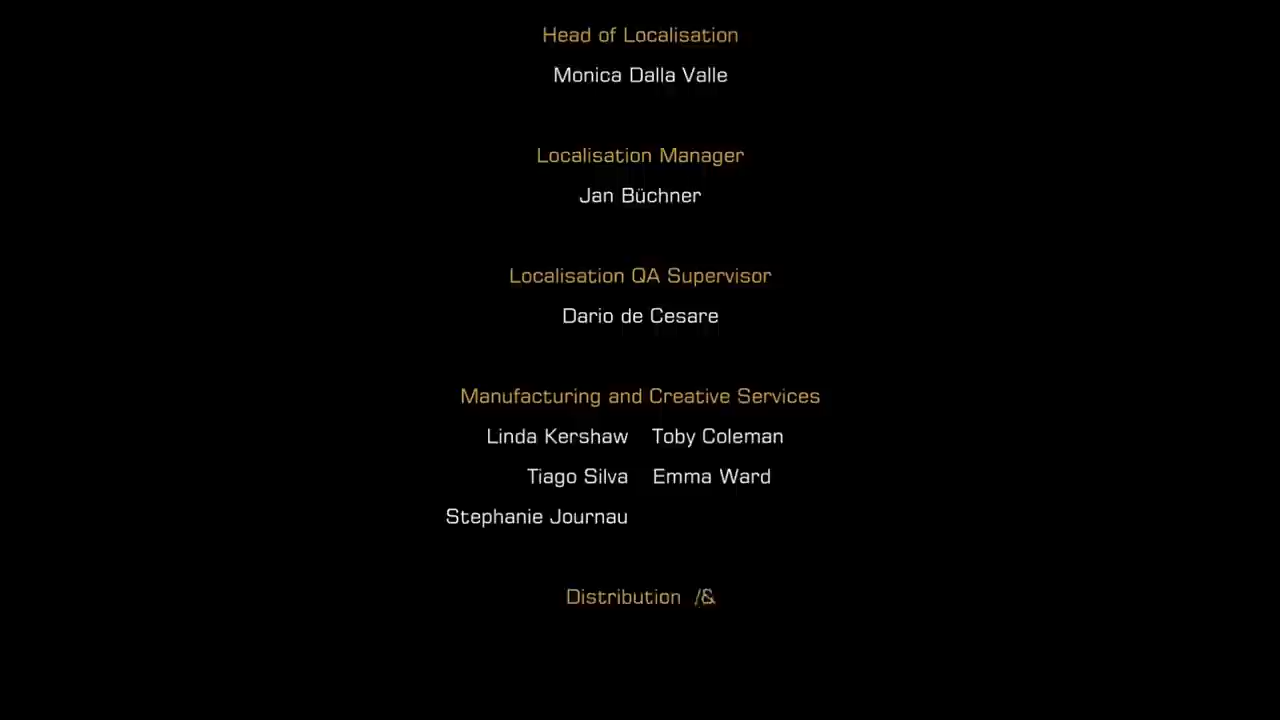 Head of Localisation
Monica Dalla Valle
Localisation Manager
Jan Büchner
Localisation QA Supervisor
Dario de Cesare
Manufacturing and Creative Services
Linda Kershaw Toby Coleman
Tiago Silva Emma Ward
Stephanie Journau
Distribution /&